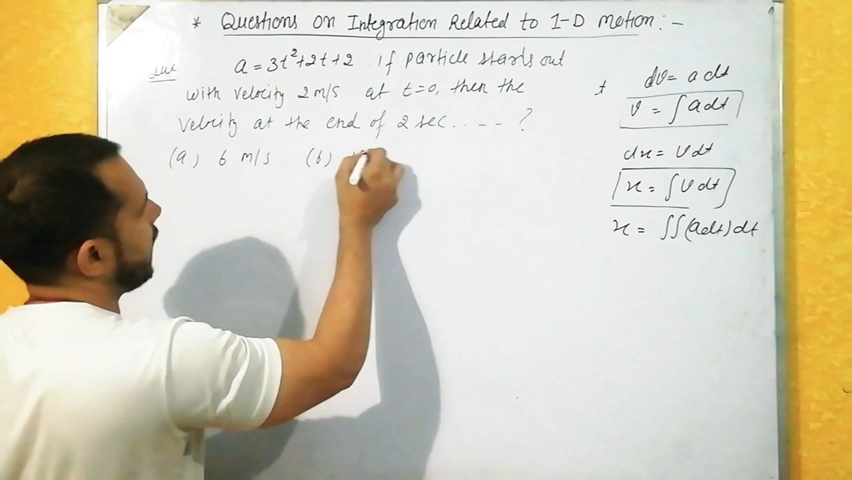 * Questions on Integration Related to 1-D motion:-
Que a = 3t²+2t+2 If particle starts out
with velocity 2 m/s at t=0, then the
velocity at the end of 2 sec..... ?
(a) 6 m/s (b)
dv = a dt
v = ∫ a dt
dx = v dt
x = ∫ v dt
x = ∫∫(a dt) dt